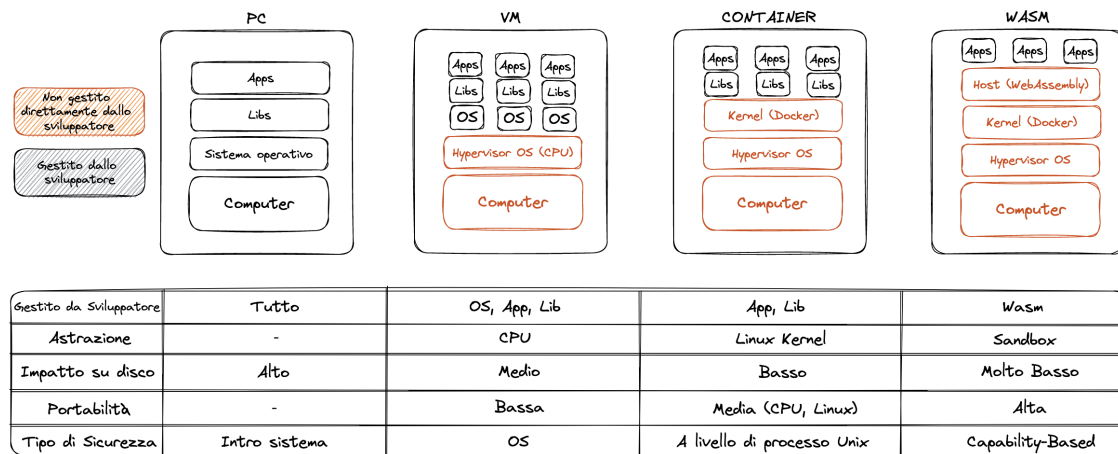 PC
VM
CONTAINER
WASM
Non gestito
direttamente dallo
sviluppatore
Gestito dallo
sviluppatore
Apps
Libs
Sistema operativo
Computer
Apps Apps Apps
Libs Libs Libs
OS OS OS
Hypervisor OS (CPU)
Computer
Apps Apps Apps
Libs Libs Libs
Kernel (Docker)
Hypervisor OS
Computer
Apps Apps Apps
Host (WebAssembly)
Kernel (Docker)
Hypervisor OS
Computer
Gestito da Sviluppatore Tutto OS, App, Lib App, Lib Wasm
Astrazione - CPU Linux Kernel Sandbox
Impatto su disco Alto Medio Basso Molto Basso
Portabilità - Bassa Media (CPU, Linux) Alta
Tipo di Sicurezza Intro sistema OS A livello di processo Unix Capability-Based